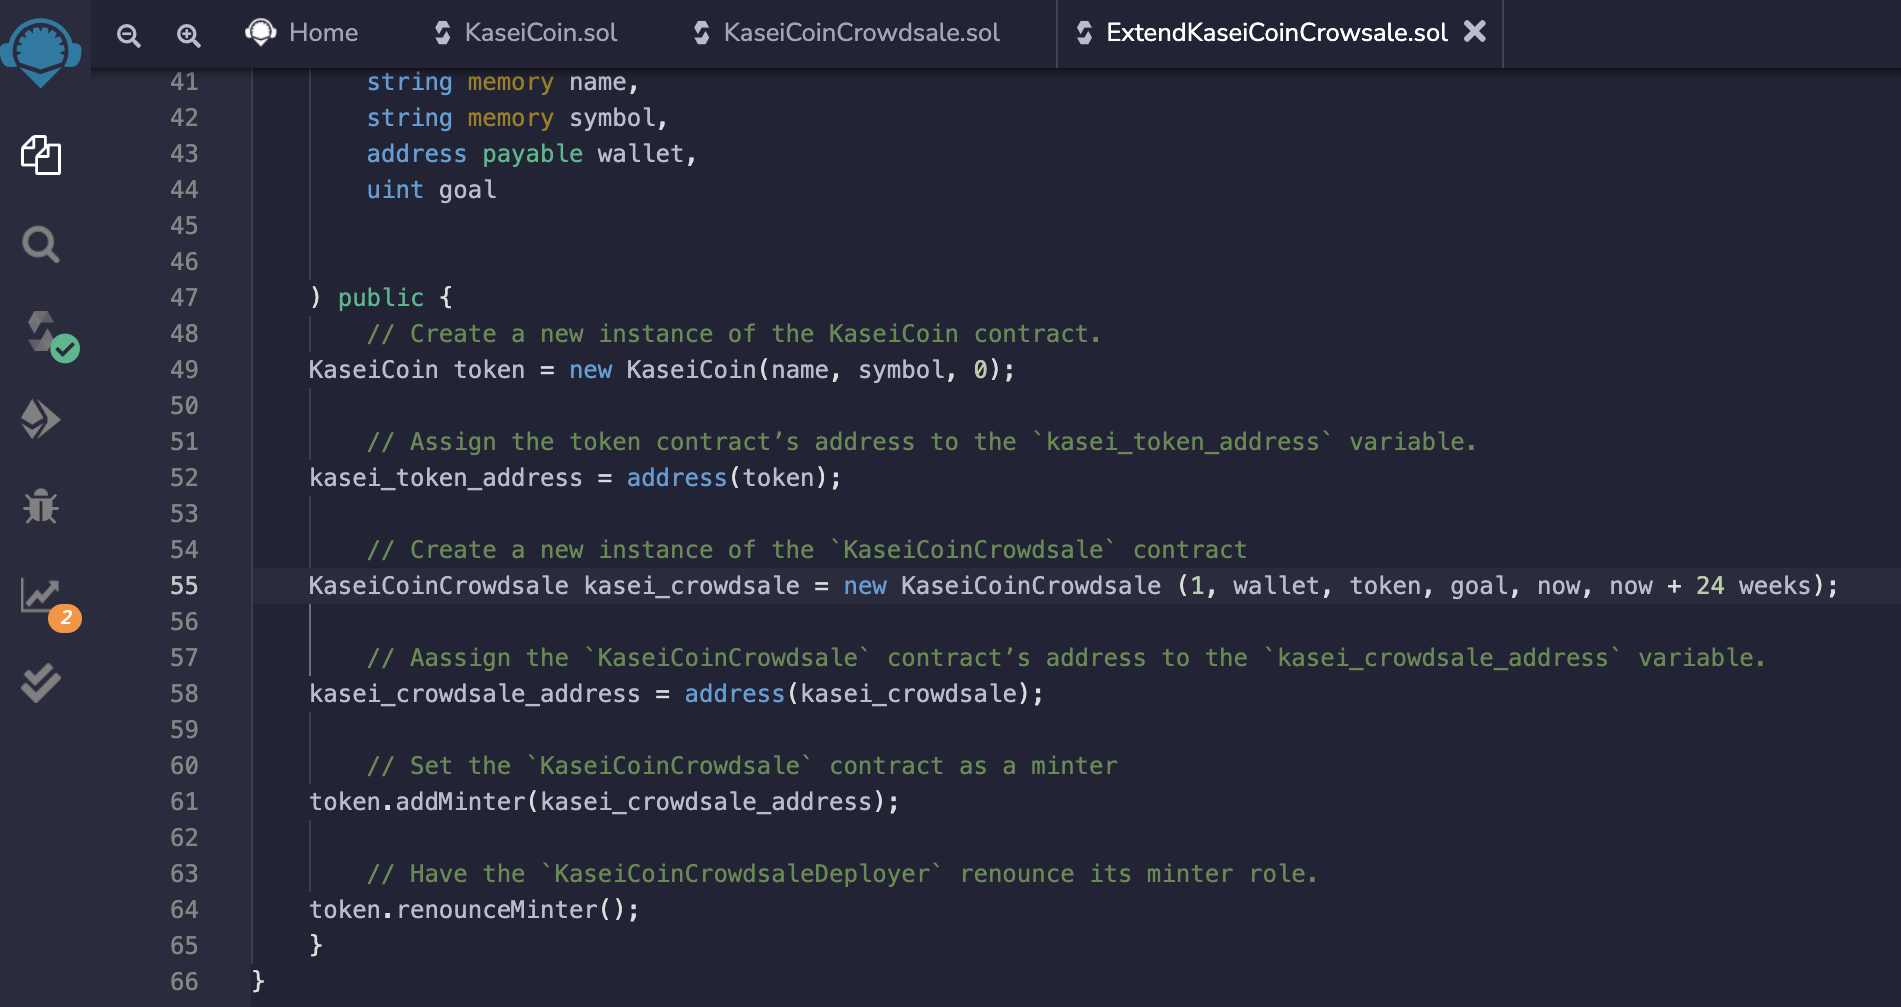 Home
KaseiCoin.sol
KaseiCoinCrowdsale.sol
ExtendKaseiCoinCrowsale.sol
41 string memory name,
42 string memory symbol,
43 address payable wallet,
44 uint goal
45
46
47 ) public {
48 // Create a new instance of the KaseiCoin contract.
49 KaseiCoin token = new KaseiCoin(name, symbol, 0);
50
51 // Assign the token contract’s address to the `kasei_token_address` variable.
52 kasei_token_address = address(token);
53
54 // Create a new instance of the `KaseiCoinCrowdsale` contract
55 KaseiCoinCrowdsale kasei_crowdsale = new KaseiCoinCrowdsale (1, wallet, token, goal, now, now + 24 weeks);
56
57 // Aassign the `KaseiCoinCrowdsale` contract’s address to the `kasei_crowdsale_address` variable.
58 kasei_crowdsale_address = address(kasei_crowdsale);
59
60 // Set the `KaseiCoinCrowdsale` contract as a minter
61 token.addMinter(kasei_crowdsale_address);
62
63 // Have the `KaseiCoinCrowdsaleDeployer` renounce its minter role.
64 token.renounceMinter();
65 }
66 }
2